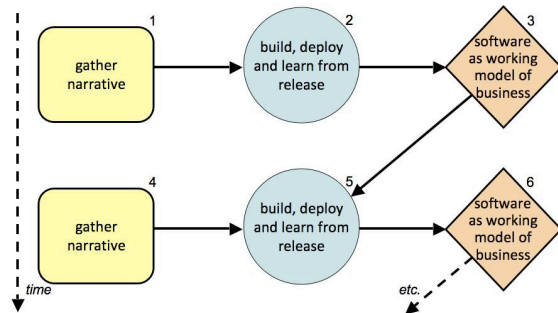 1
gather
narrative
2
build, deploy
and learn from
release
3
software
as working
model of
business
4
gather
narrative
5
build, deploy
and learn from
release
6
software
as working
model of
business
time
etc.